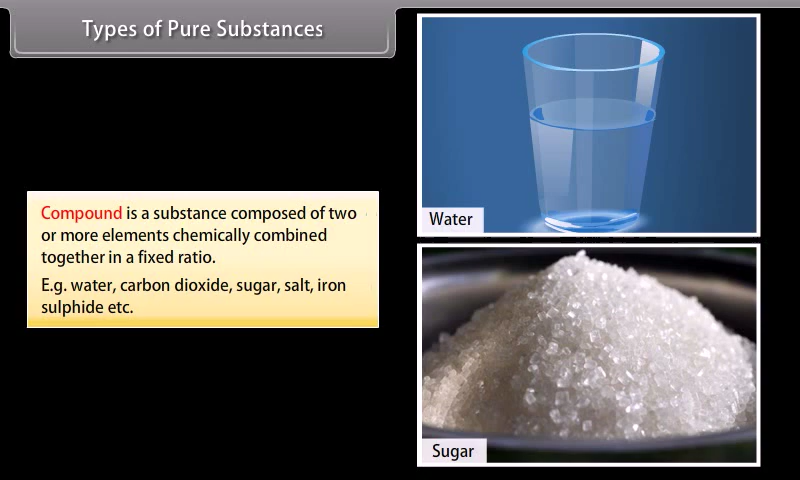 Types of Pure Substances
Compound is a substance composed of two
or more elements chemically combined
together in a fixed ratio.
E.g. water, carbon dioxide, sugar, salt, iron
sulphide etc.
Water
Sugar